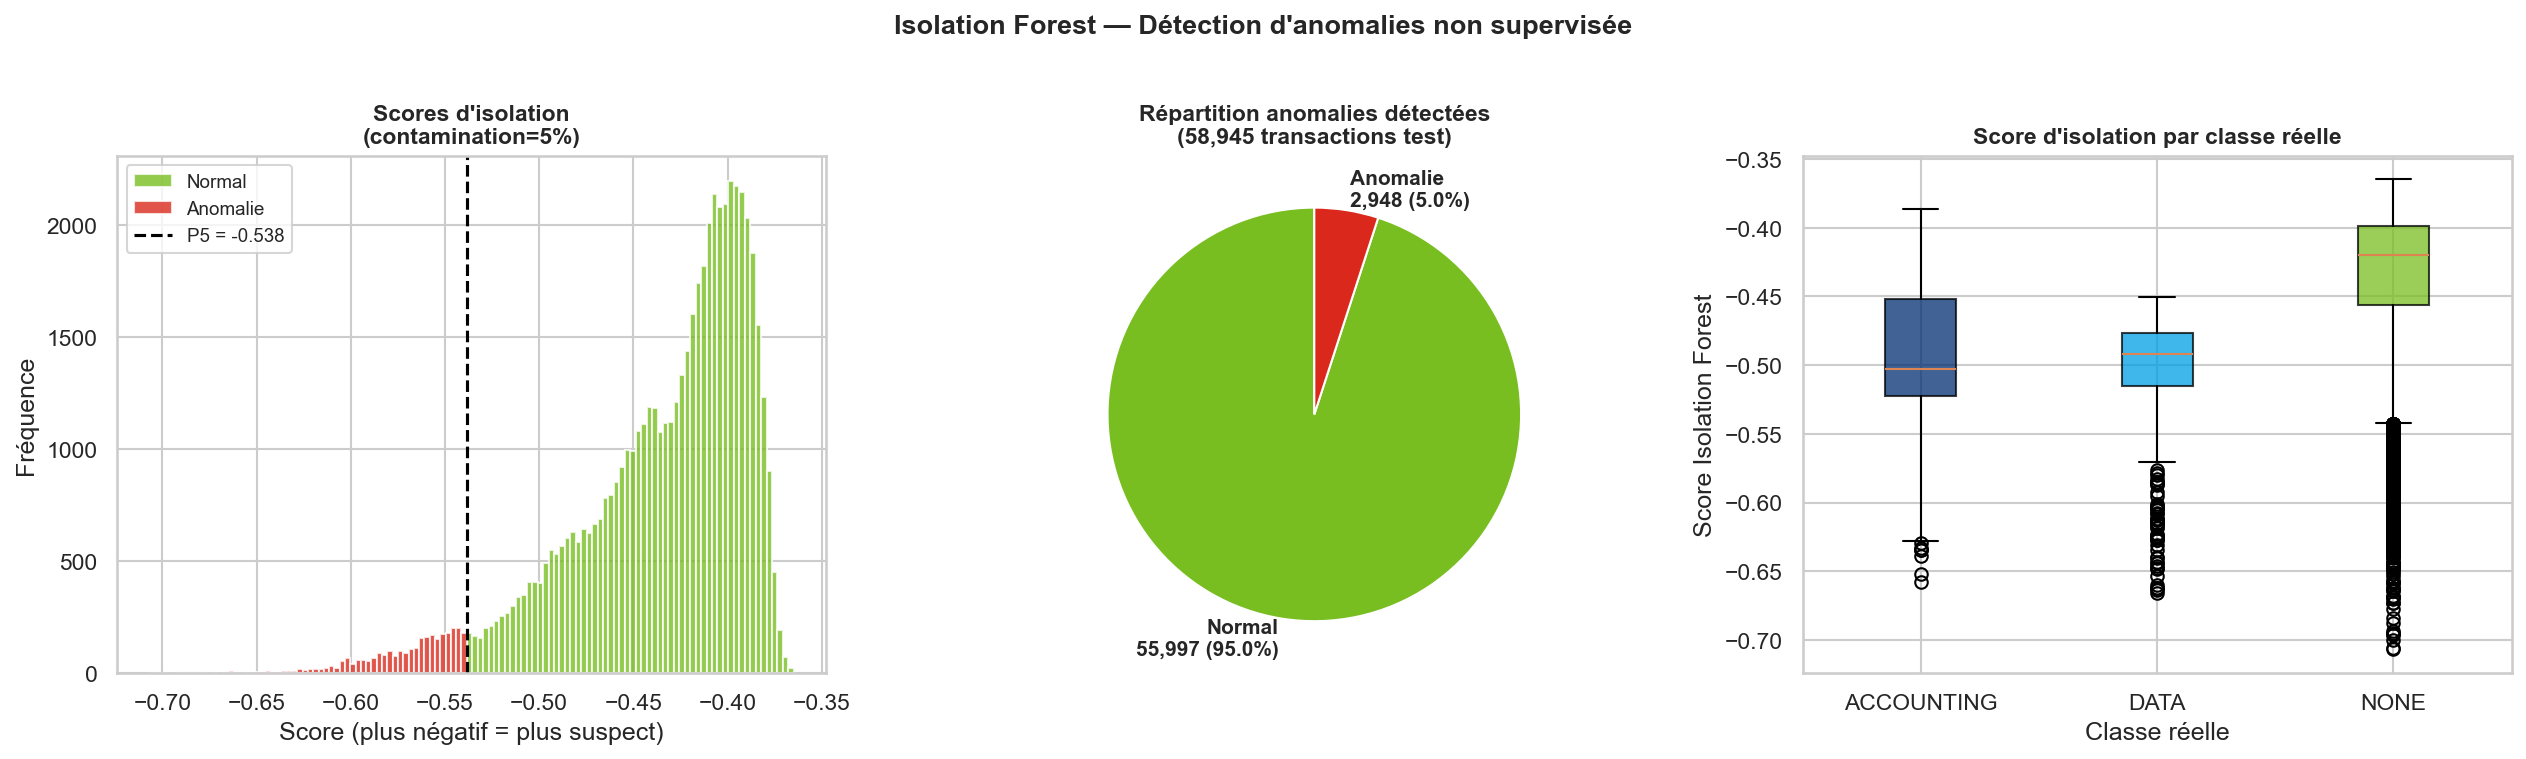 Isolation Forest — Détection d'anomalies non supervisée
Scores d'isolation
(contamination=5%)
Normal
Anomalie
P5 = -0.538
Fréquence
2000
1500
1000
500
0
−0.70
−0.65
−0.60
−0.55
−0.50
−0.45
−0.40
−0.35
Score (plus négatif = plus suspect)
Répartition anomalies détectées
(58,945 transactions test)
Anomalie
2,948 (5.0%)
Normal
55,997 (95.0%)
Score d'isolation par classe réelle
Score Isolation Forest
−0.35
−0.40
−0.45
−0.50
−0.55
−0.60
−0.65
−0.70
ACCOUNTING
DATA
NONE
Classe réelle